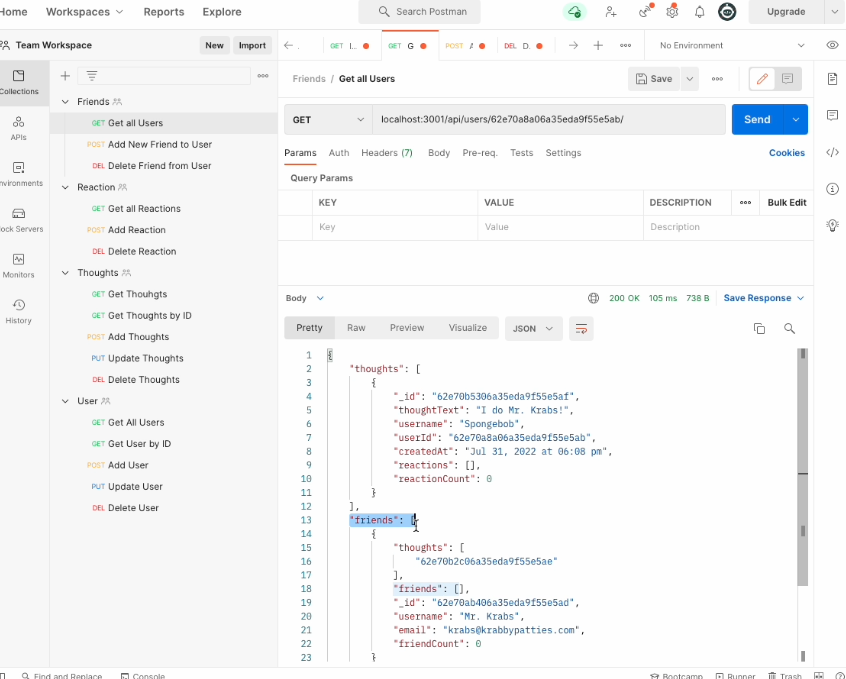 Home Workspaces Reports Explore Search Postman Upgrade
Team Workspace New Import GET I... GET G POST A DEL D. No Environment
Collections
APIs
Environments
Mock Servers
Monitors
History
Friends
GET Get all Users
POST Add New Friend to User
DEL Delete Friend from User
Reaction
GET Get all Reactions
POST Add Reaction
DEL Delete Reaction
Thoughts
GET Get Thouhgts
GET Get Thoughts by ID
POST Add Thoughts
PUT Update Thoughts
DEL Delete Thoughts
User
GET Get All Users
GET Get User by ID
POST Add User
PUT Update User
DEL Delete User
Friends / Get all Users Save
GET localhost:3001/api/users/62e70a8a06a35eda9f55e5ab/ Send
Params Auth Headers (7) Body Pre-req. Tests Settings Cookies
Query Params
KEY VALUE DESCRIPTION Bulk Edit
Key Value Description
Body 200 OK 105 ms 738 B Save Response
Pretty Raw Preview Visualize JSON
1 {
2 "thoughts": [
3 {
4 "_id": "62e70b5306a35eda9f55e5af",
5 "thoughtText": "I do Mr. Krabs!",
6 "username": "Spongebob",
7 "userId": "62e70a8a06a35eda9f55e5ab",
8 "createdAt": "Jul 31, 2022 at 06:08 pm",
9 "reactions": [],
10 "reactionCount": 0
11 }
12 ],
13 "friends": [
14 {
15 "thoughts": [
16 "62e70b2c06a35eda9f55e5ae"
17 ],
18 "friends": [],
19 "_id": "62e70ab406a35eda9f55e5ad",
20 "username": "Mr. Krabs",
21 "email": "krabs@krabbypatties.com",
22 "friendCount": 0
23 }
Find and Replace Console Bootcamp Runner Trash